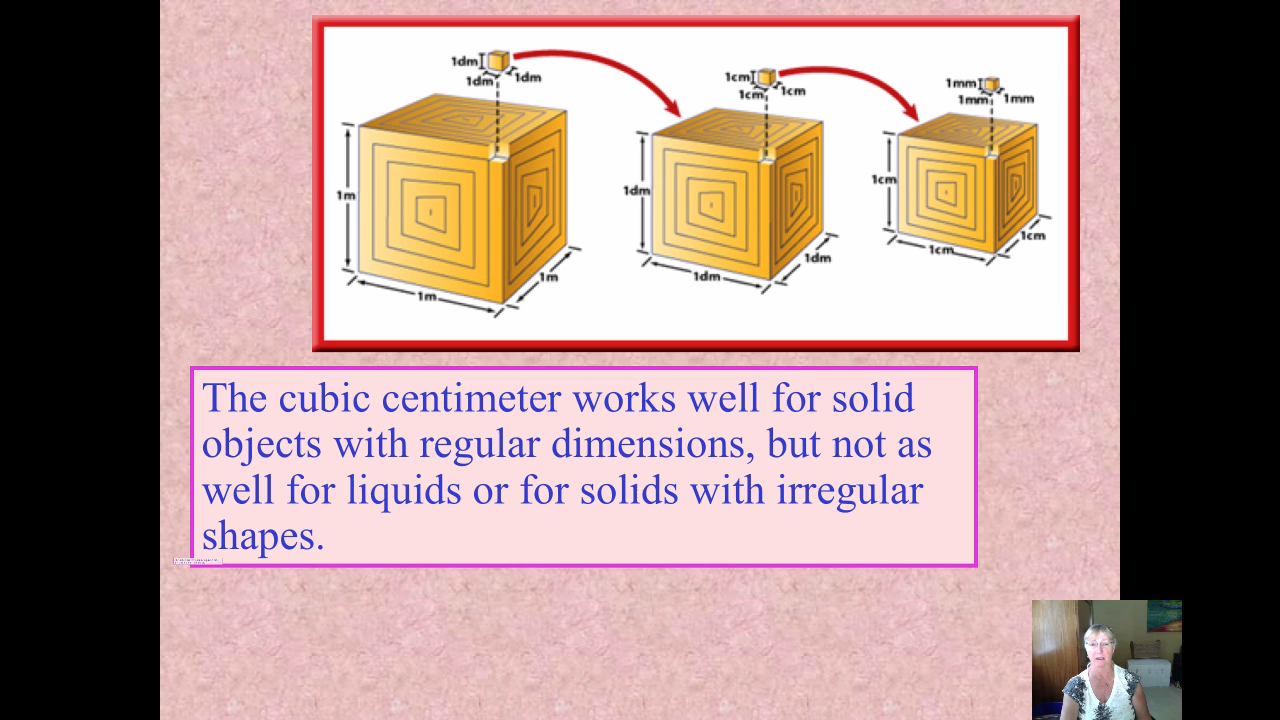 1dm
1dm
1dm
1m
1m
1m
1cm
1cm
1cm
1dm
1dm
1dm
1mm
1mm
1mm
1cm
1cm
1cm
The cubic centimeter works well for solid
objects with regular dimensions, but not as
well for liquids or for solids with irregular
shapes.